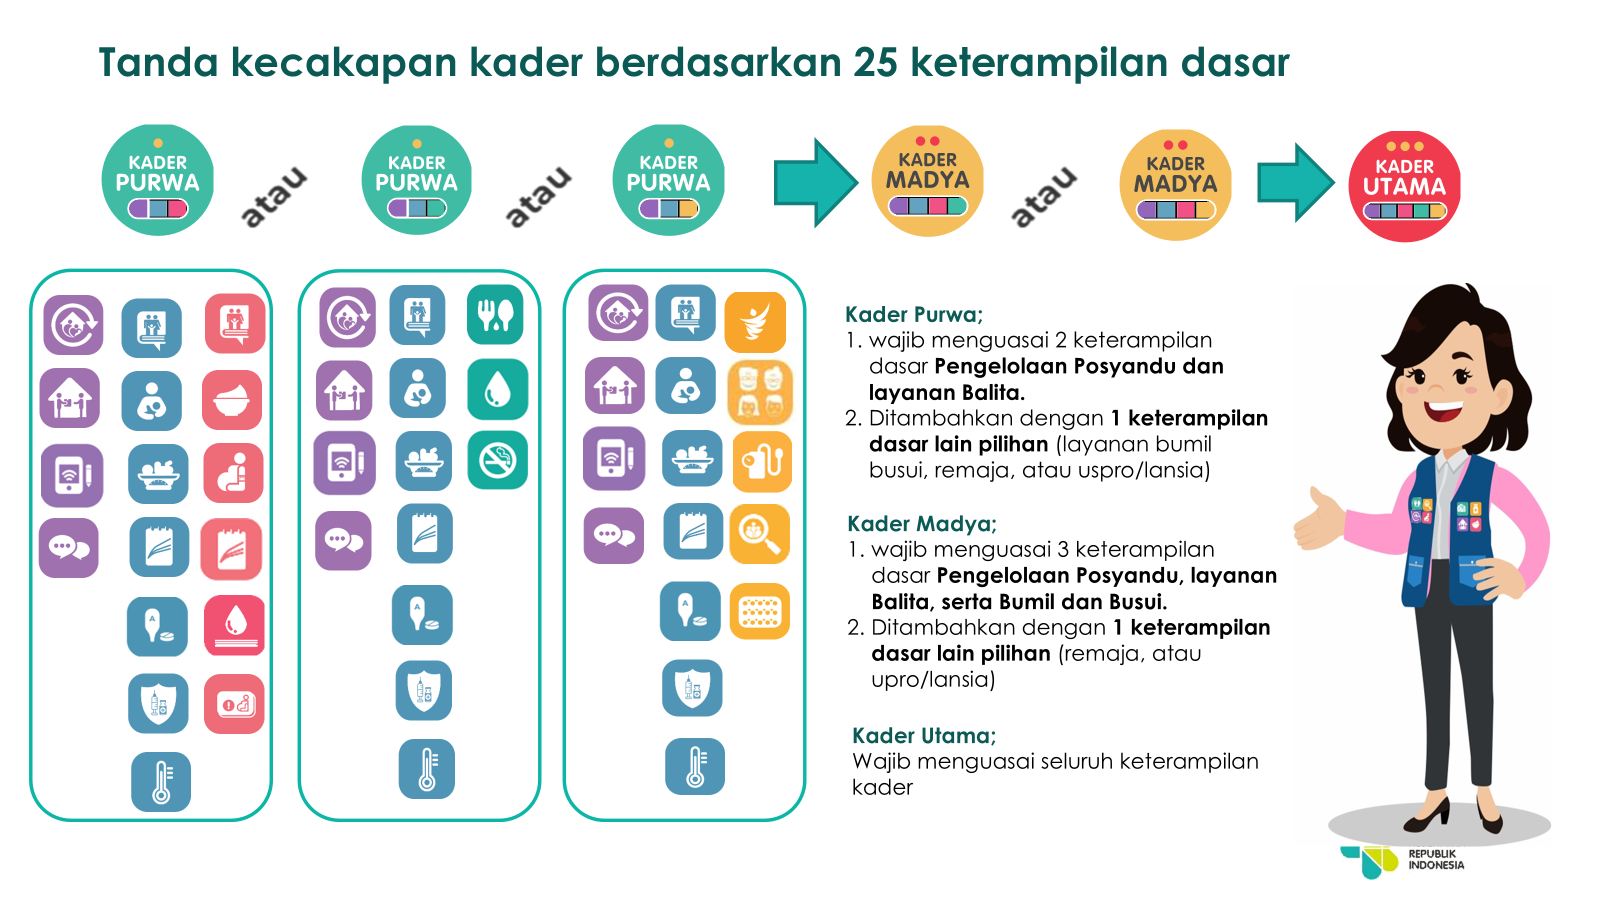 Tanda kecakapan kader berdasarkan 25 keterampilan dasar
KADER
PURWA
atau
KADER
PURWA
atau
KADER
PURWA
KADER
MADYA
atau
KADER
MADYA
KADER
UTAMA
A
A
A
Kader Purwa;
1. wajib menguasai 2 keterampilan
dasar Pengelolaan Posyandu dan
layanan Balita.
2. Ditambahkan dengan 1 keterampilan
dasar lain pilihan (layanan bumil
busui, remaja, atau uspro/lansia)
Kader Madya;
1. wajib menguasai 3 keterampilan
dasar Pengelolaan Posyandu, layanan
Balita, serta Bumil dan Busui.
2. Ditambahkan dengan 1 keterampilan
dasar lain pilihan (remaja, atau
upro/lansia)
Kader Utama;
Wajib menguasai seluruh keterampilan
kader
REPUBLIK
INDONESIA